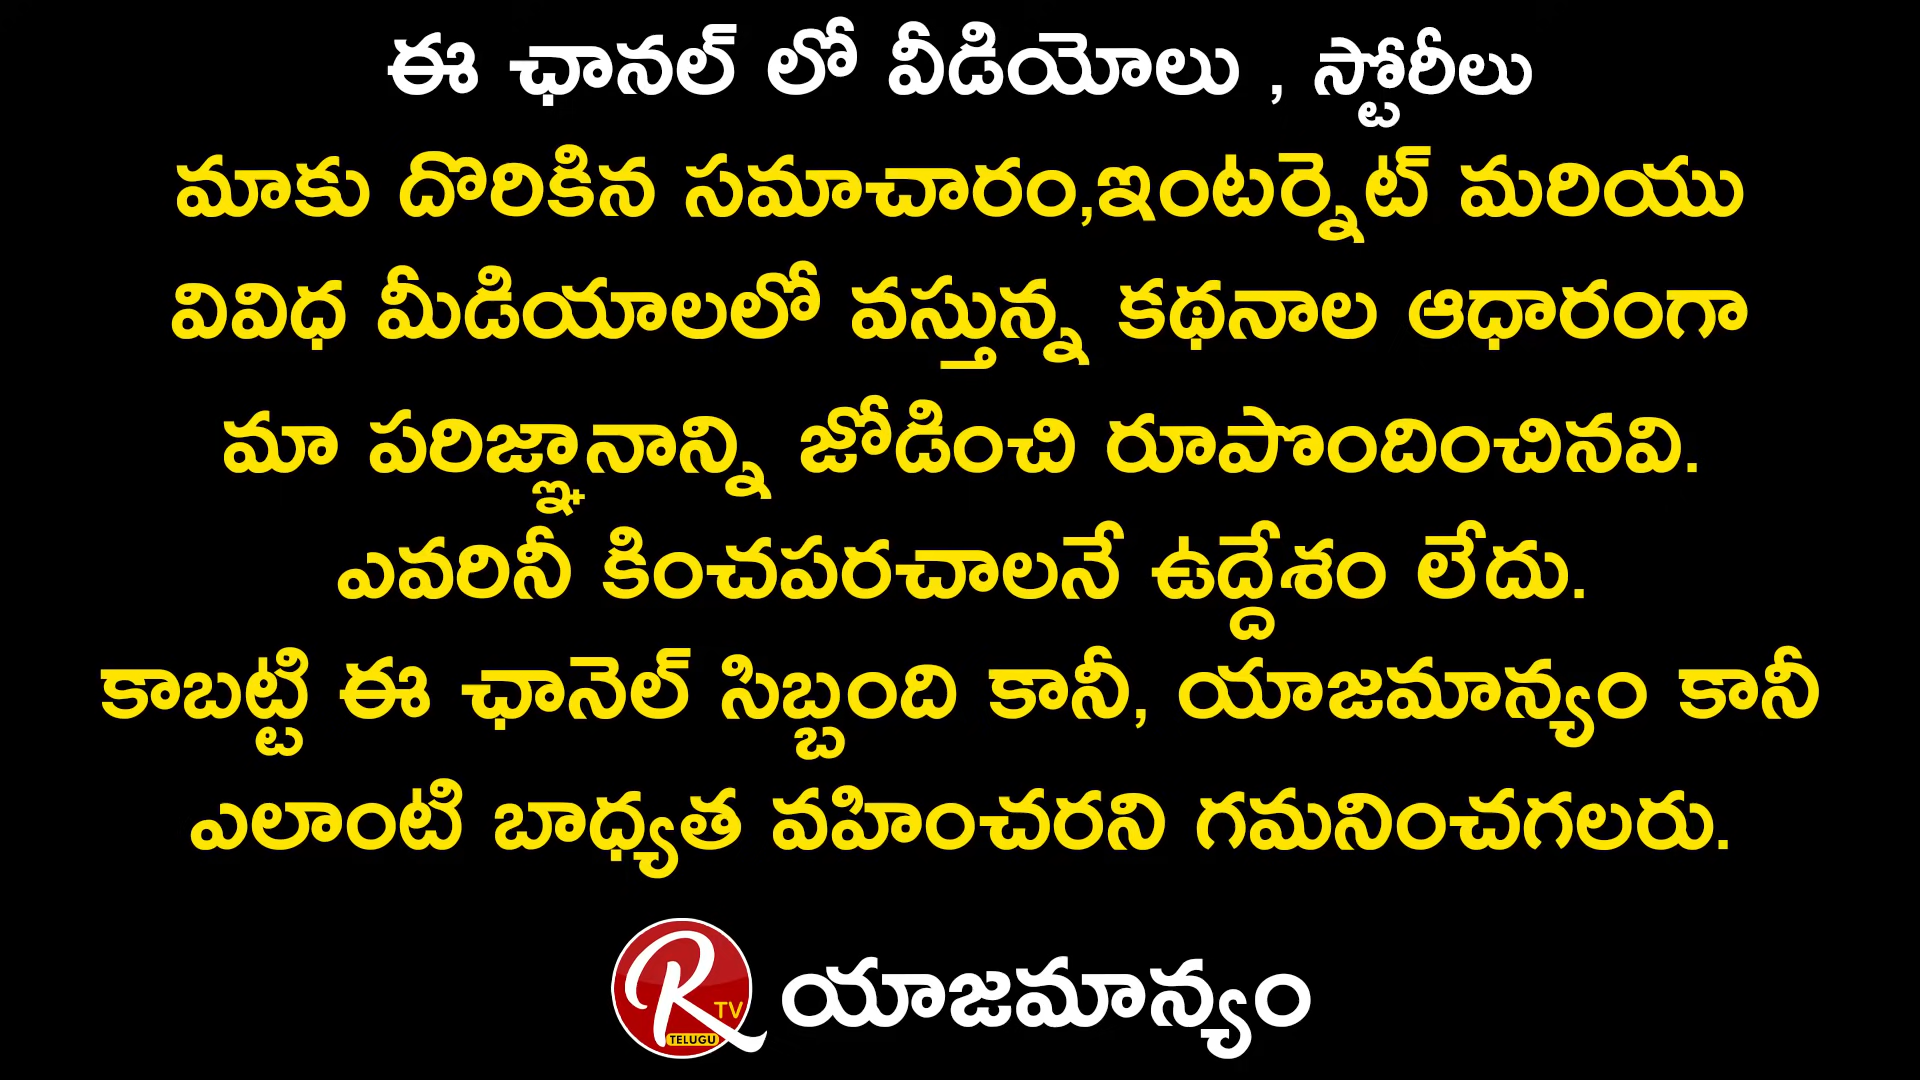 ఈ ఛానల్ లో వీడియోలు , స్టోరీలు
మాకు దొరికిన సమాచారం,ఇంటర్నెట్ మరియు
వివిధ మీడియాలలో వస్తున్న కథనాల ఆధారంగా
మా పరిజ్ఞానాన్ని జోడించి రూపొందించినవి.
ఎవరినీ కించపరచాలనే ఉద్దేశం లేదు.
కాబట్టి ఈ ఛానెల్ సిబ్బంది కానీ, యాజమాన్యం కానీ
ఎలాంటి బాధ్యత వహించరని గమనించగలరు.
R TV TELUGU యాజమాన్యం